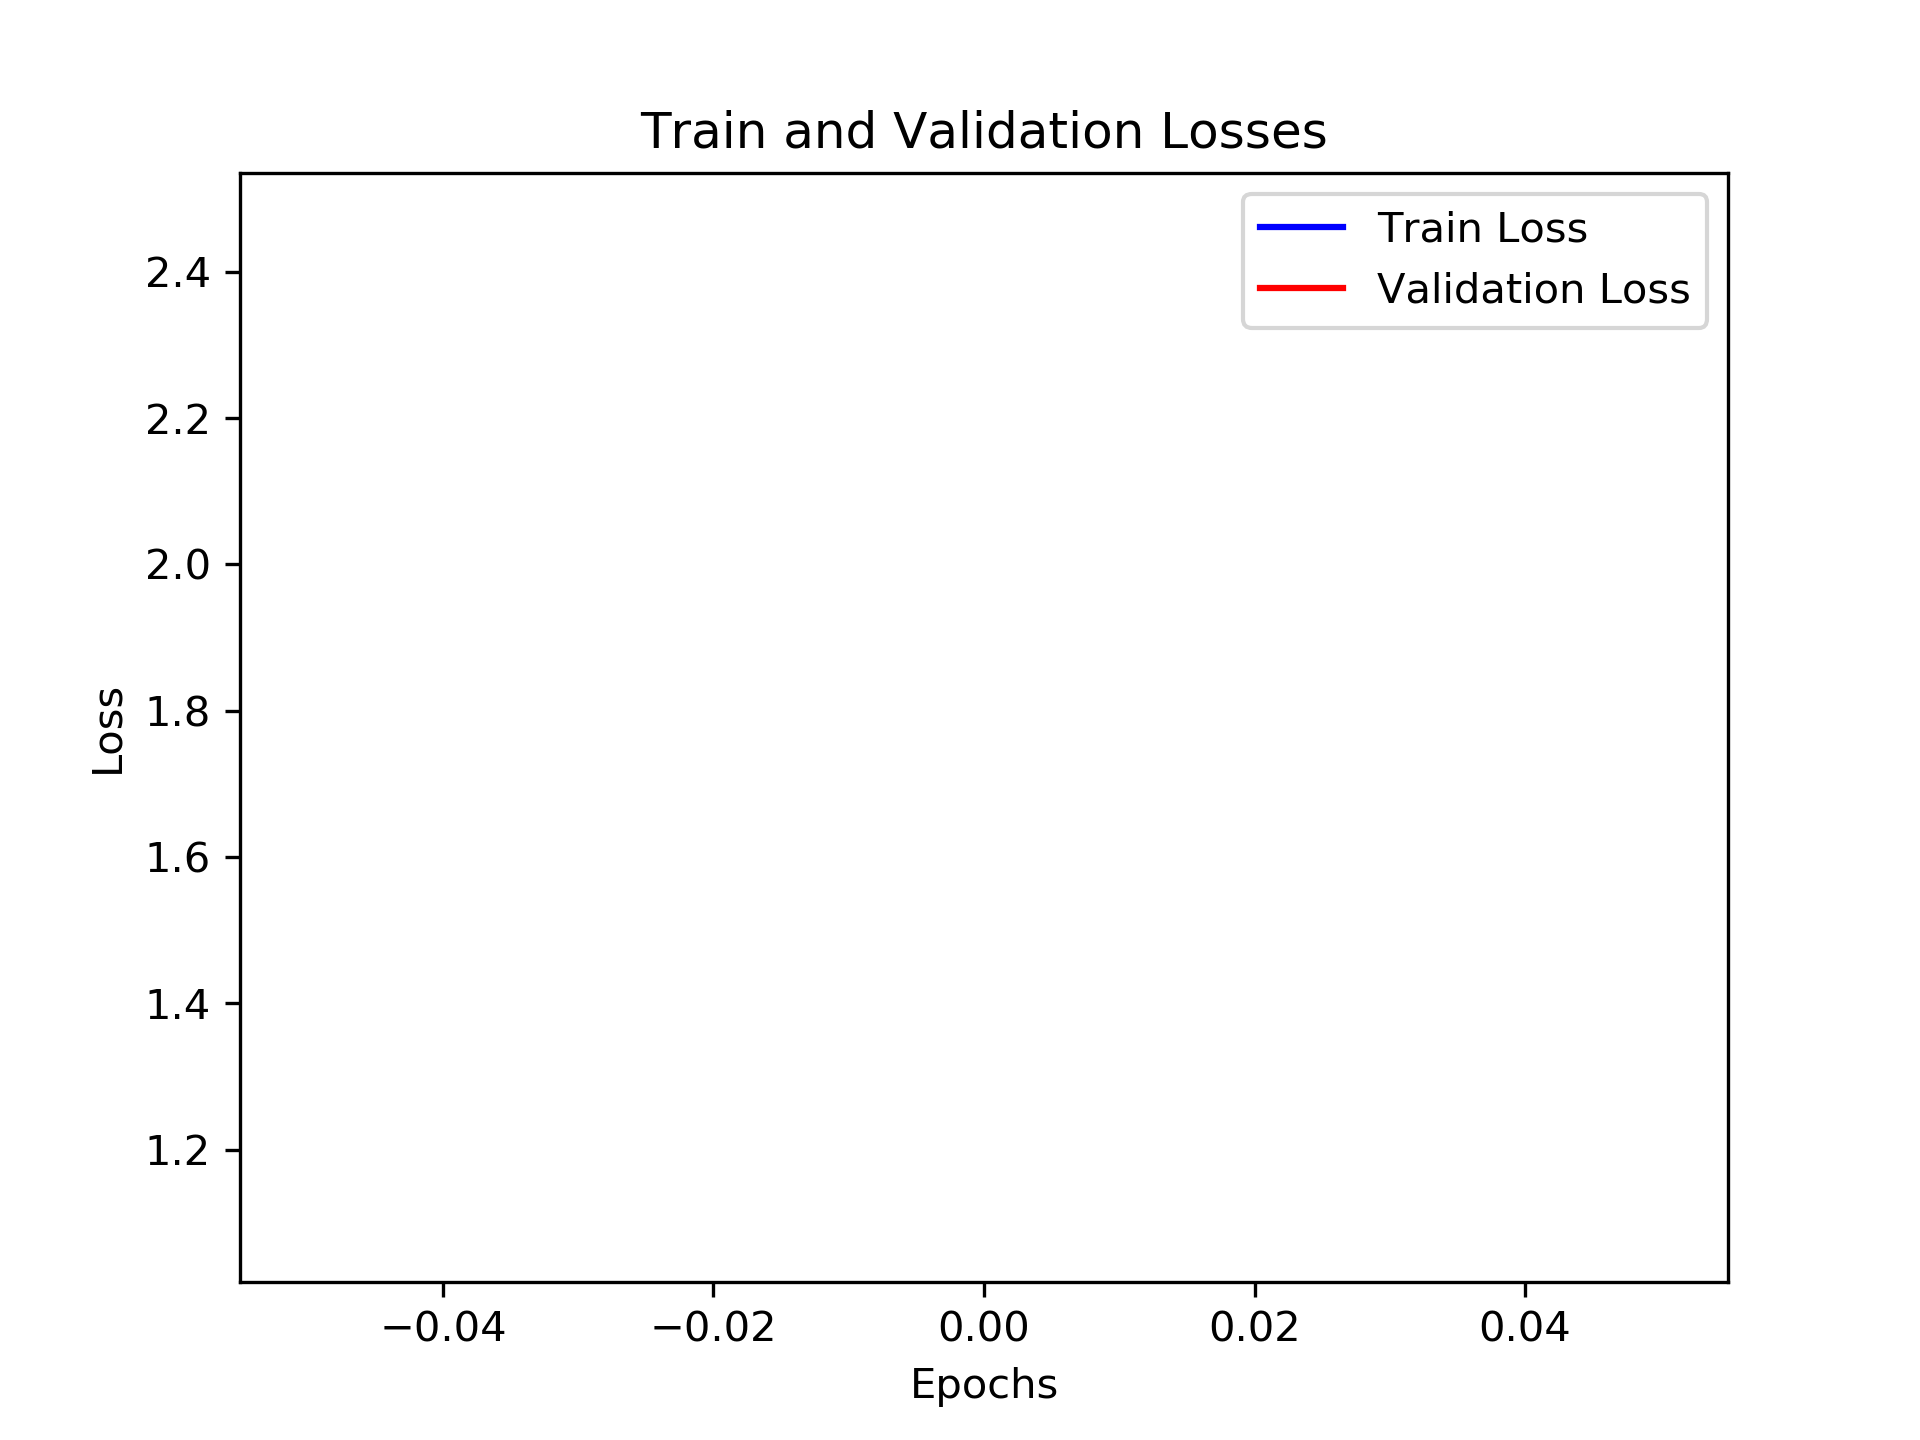 Train and Validation Losses
Train Loss
Validation Loss
2.4
2.2
2.0
1.8
1.6
1.4
1.2
Loss
−0.04 −0.02 0.00 0.02 0.04
Epochs